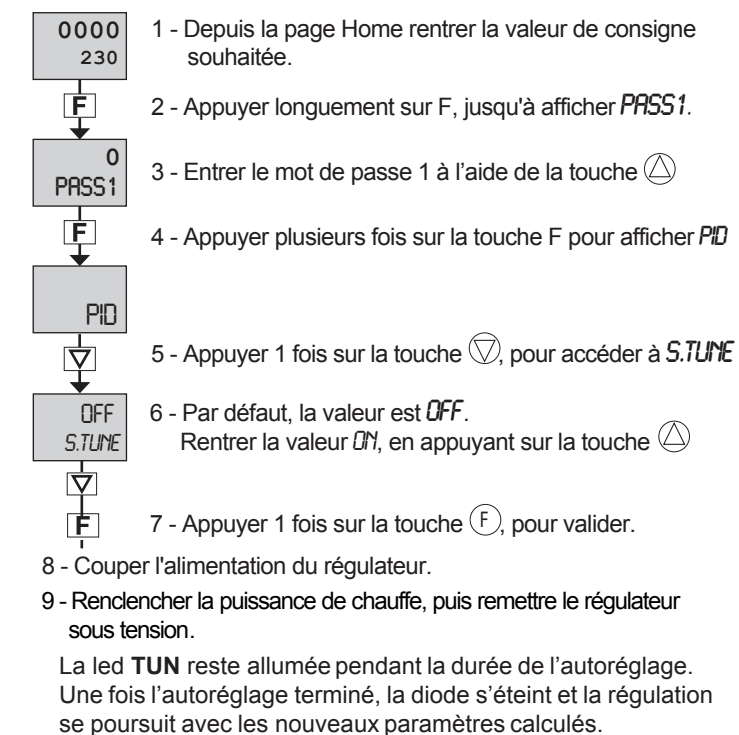 0000
230
1 - Depuis la page Home rentrer la valeur de consigne
souhaitée.
F
2 - Appuyer longuement sur F, jusqu'à afficher PASS1.
0
PASS1
3 - Entrer le mot de passe 1 à l'aide de la touche
F
4 - Appuyer plusieurs fois sur la touche F pour afficher PID
PID
5 - Appuyer 1 fois sur la touche , pour accéder à S.TUNE
OFF
S.TUNE
6 - Par défaut, la valeur est OFF.
Rentrer la valeur ON, en appuyant sur la touche
F
7 - Appuyer 1 fois sur la touche F, pour valider.
8 - Couper l'alimentation du régulateur.
9 - Renclencher la puissance de chauffe, puis remettre le régulateur
sous tension.
La led TUN reste allumée pendant la durée de l'autoréglage.
Une fois l'autoréglage terminé, la diode s'éteint et la régulation
se poursuit avec les nouveaux paramètres calculés.